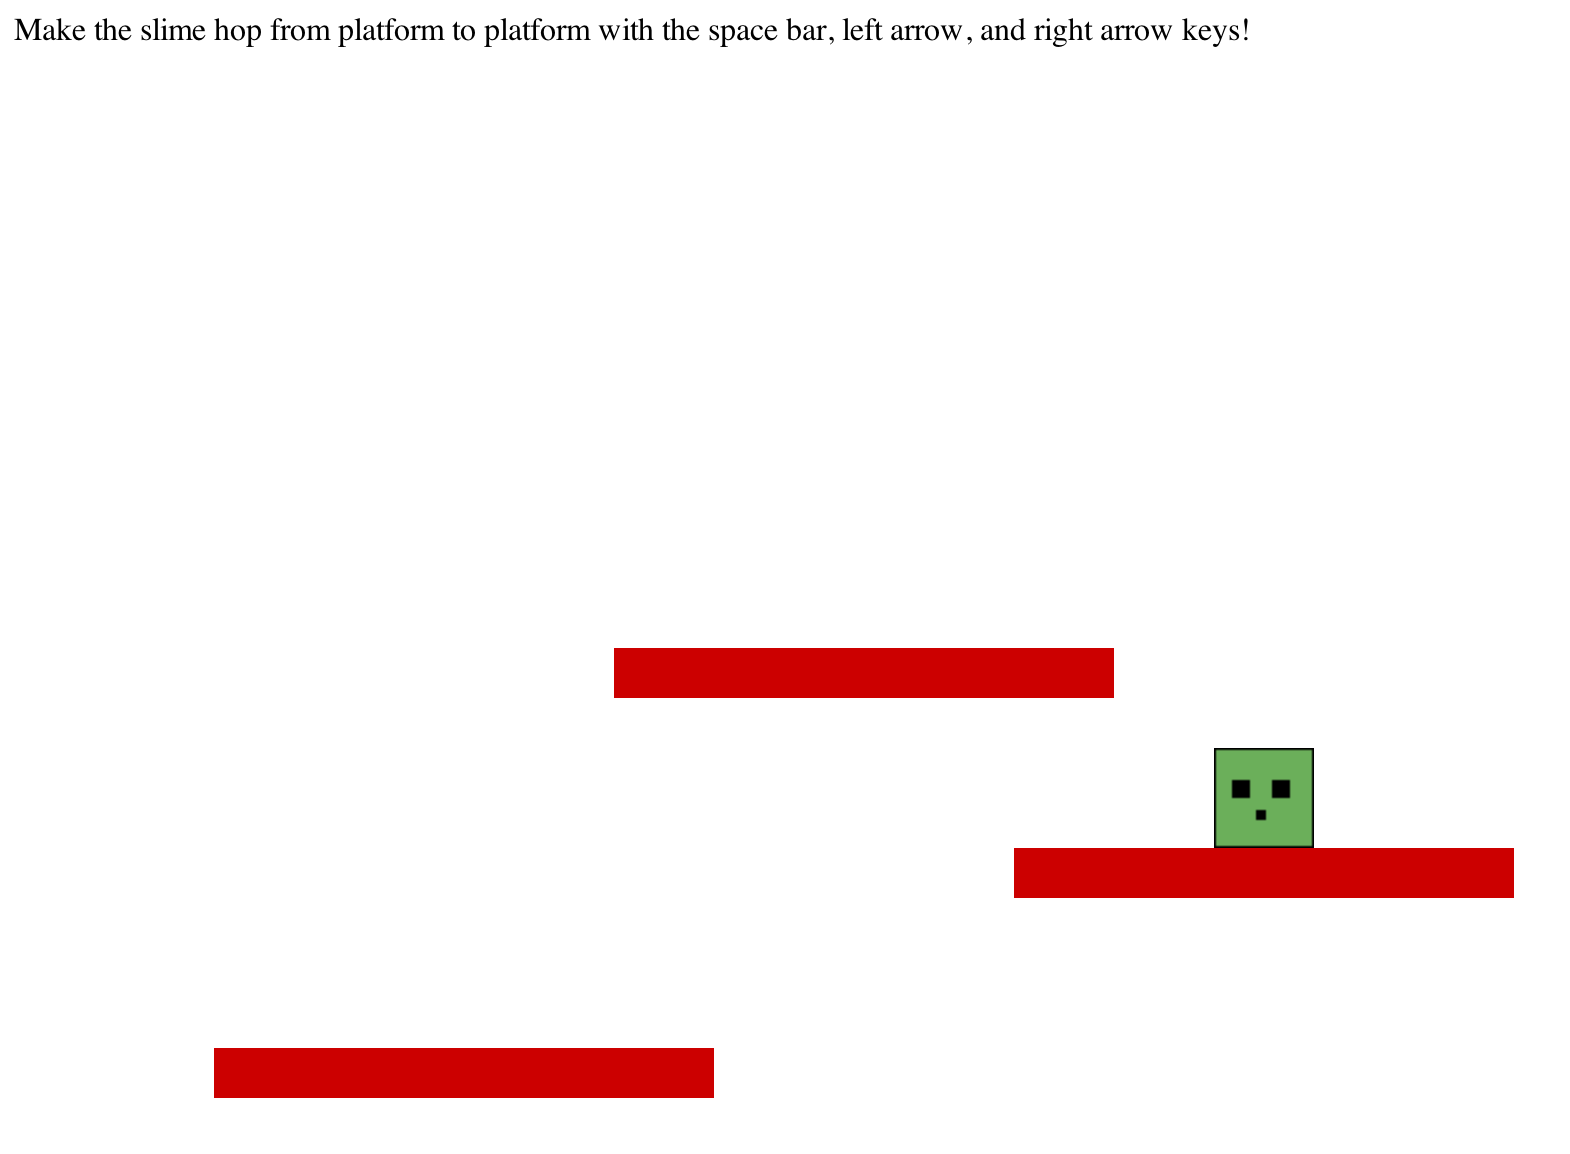 Make the slime hop from platform to platform with the space bar, left arrow, and right arrow keys!